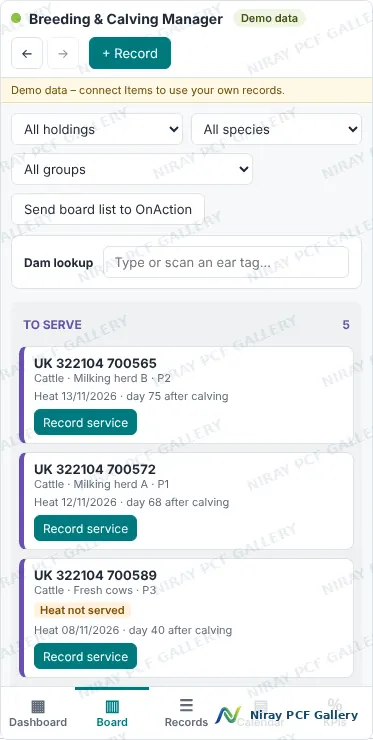 Breeding & Calving Manager Demo data
← → + Record
Demo data – connect Items to use your own records.
All holdings All species
All groups
Send board list to OnAction
Dam lookup Type or scan an ear tag...
TO SERVE 5
UK 322104 700565
Cattle · Milking herd B · P2
Heat 13/11/2026 · day 75 after calving
Record service
UK 322104 700572
Cattle · Milking herd A · P1
Heat 12/11/2026 · day 68 after calving
Record service
UK 322104 700589
Cattle · Fresh cows · P3
Heat not served
Heat 08/11/2026 · day 40 after calving
Record service
Dashboard Board Records Calendar KPIs
Niray PCF Gallery
NIRAY PCF GALLERY